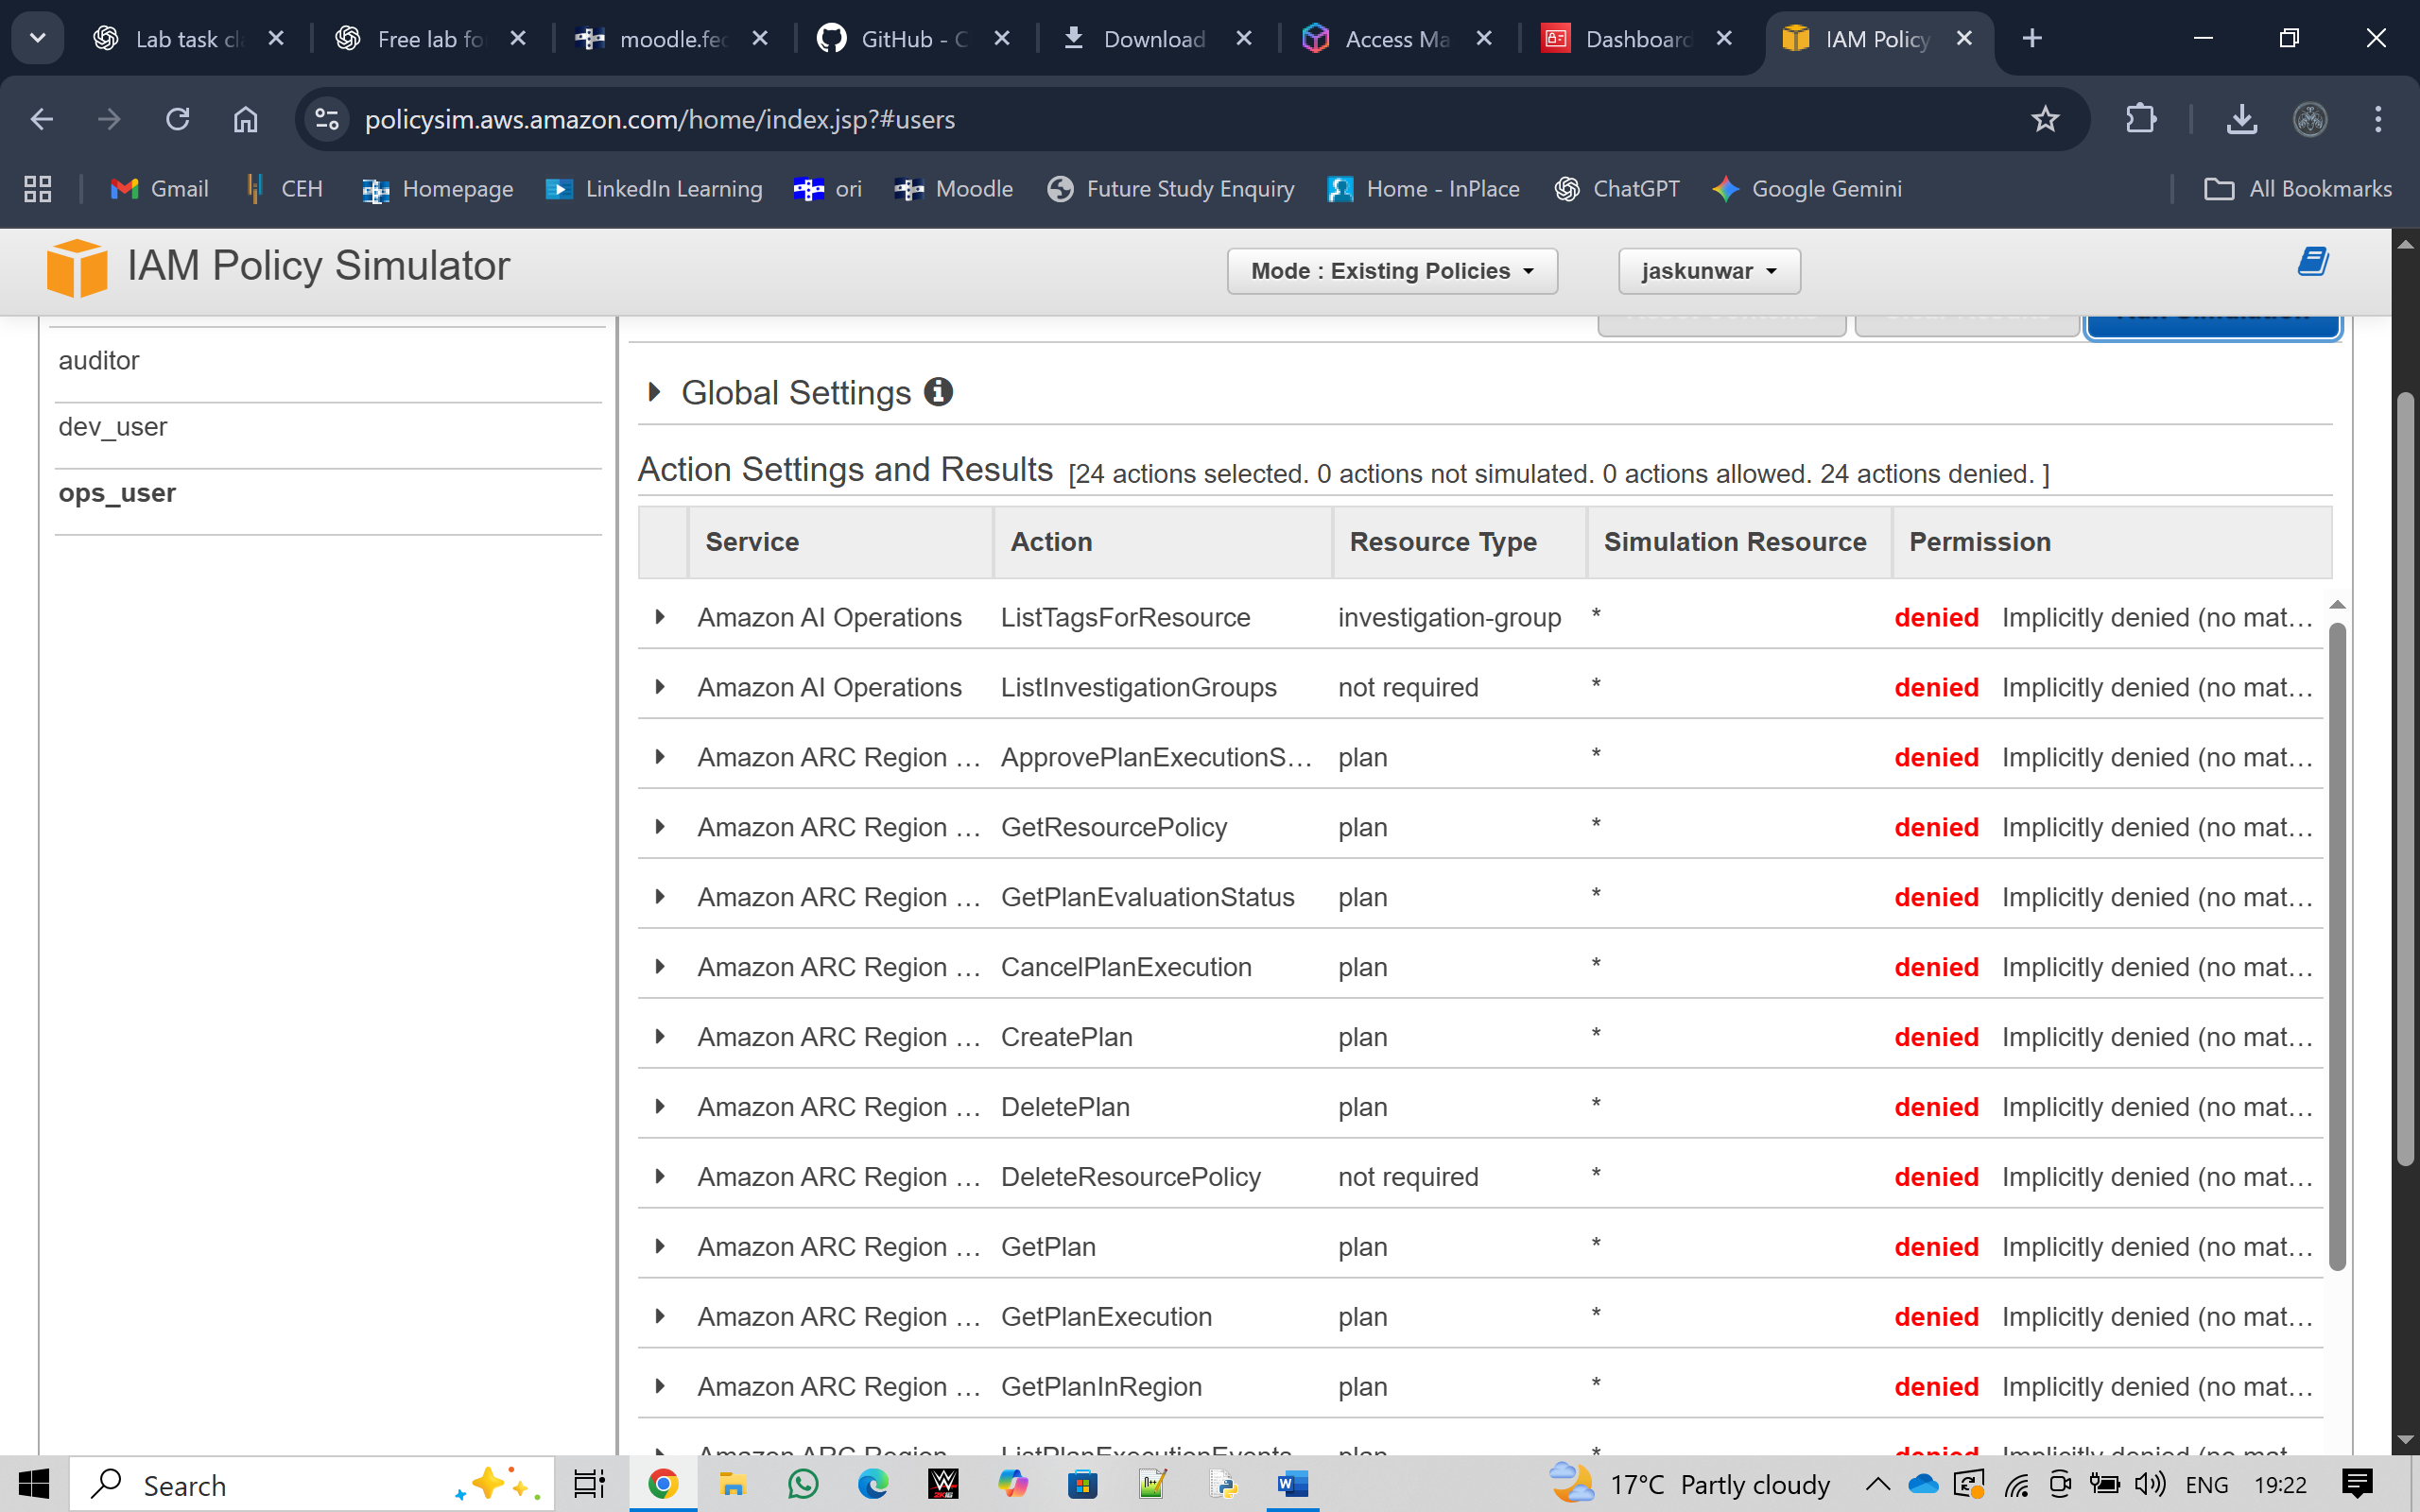 Lab task cl
Free lab fo
moodle.fed
GitHub - C
Download
Access Ma
Dashboard
IAM Policy
policysim.aws.amazon.com/home/index.jsp?#users
Gmail
CEH
Homepage
LinkedIn Learning
ori
Moodle
Future Study Enquiry
Home - InPlace
ChatGPT
Google Gemini
All Bookmarks
IAM Policy Simulator
Mode : Existing Policies
jaskunwar
auditor
dev_user
ops_user
Global Settings
Action Settings and Results [24 actions selected. 0 actions not simulated. 0 actions allowed. 24 actions denied. ]
Service Action Resource Type Simulation Resource Permission
Amazon AI Operations ListTagsForResource investigation-group * denied Implicitly denied (no mat...
Amazon AI Operations ListInvestigationGroups not required * denied Implicitly denied (no mat...
Amazon ARC Region ... ApprovePlanExecutionS... plan * denied Implicitly denied (no mat...
Amazon ARC Region ... GetResourcePolicy plan * denied Implicitly denied (no mat...
Amazon ARC Region ... GetPlanEvaluationStatus plan * denied Implicitly denied (no mat...
Amazon ARC Region ... CancelPlanExecution plan * denied Implicitly denied (no mat...
Amazon ARC Region ... CreatePlan plan * denied Implicitly denied (no mat...
Amazon ARC Region ... DeletePlan plan * denied Implicitly denied (no mat...
Amazon ARC Region ... DeleteResourcePolicy not required * denied Implicitly denied (no mat...
Amazon ARC Region ... GetPlan plan * denied Implicitly denied (no mat...
Amazon ARC Region ... GetPlanExecution plan * denied Implicitly denied (no mat...
Amazon ARC Region ... GetPlanInRegion plan * denied Implicitly denied (no mat...
Amazon ARC Region ... ListPlanExecutionEvents plan * denied Implicitly denied (no mat...
Search
17°C Partly cloudy
ENG
19:22